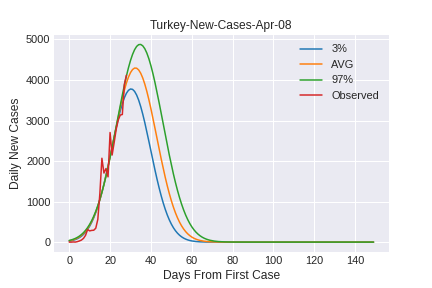 Turkey-New-Cases-Apr-08
5000
4000
3000
2000
1000
0
Daily New Cases
3%
AVG
97%
Observed
0 20 40 60 80 100 120 140
Days From First Case